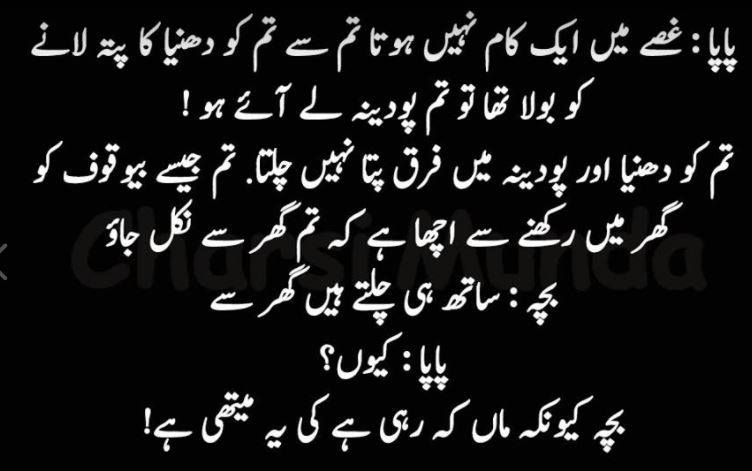 پاپا : غصے میں ایک کام نہیں ہوتا تم سے تم کو دھنیا کا پتہ لانے
کو بولا تھا تو تم پودینہ لے آئے ہو !
تم کو دھنیا اور پودینہ میں فرق پتا نہیں چلتا. تم جیسے بیوقوف کو
گھر میں رکھنے سے اچھا ہے کہ تم گھر سے نکل جاؤ
Charsi Munda
بچہ : ساتھ ہی چلتے ہیں گھر سے
پاپا : کیوں؟
بچہ کیونکہ ماں کہ رہی ہے کی یہ میتھی ہے!